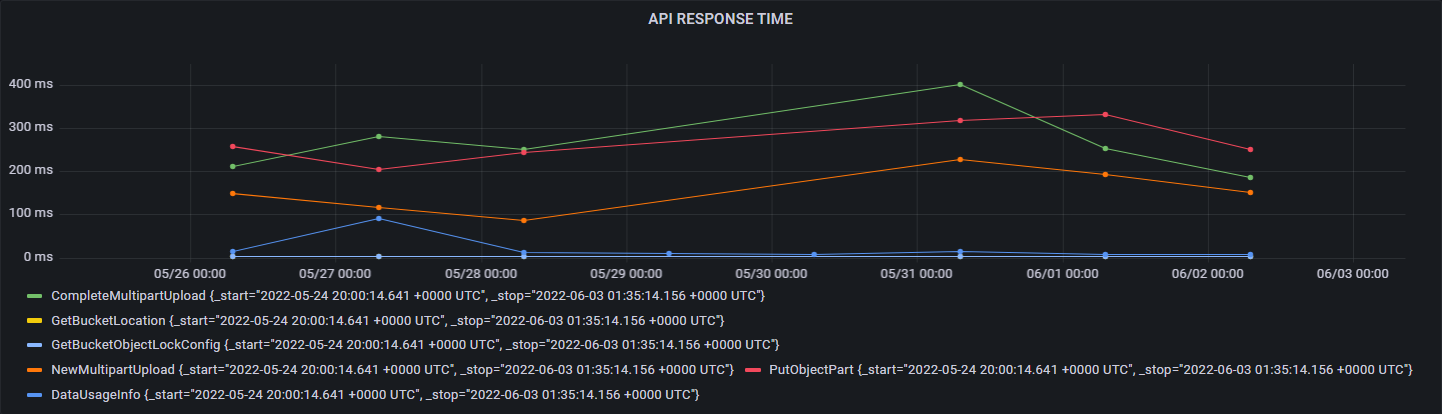 API RESPONSE TIME
400 ms
300 ms
200 ms
100 ms
0 ms
05/26 00:00 05/27 00:00 05/28 00:00 05/29 00:00 05/30 00:00 05/31 00:00 06/01 00:00 06/02 00:00 06/03 00:00
CompleteMultipartUpload {_start="2022-05-24 20:00:14.641 +0000 UTC", _stop="2022-06-03 01:35:14.156 +0000 UTC"}
GetBucketLocation {_start="2022-05-24 20:00:14.641 +0000 UTC", _stop="2022-06-03 01:35:14.156 +0000 UTC"}
GetBucketObjectLockConfig {_start="2022-05-24 20:00:14.641 +0000 UTC", _stop="2022-06-03 01:35:14.156 +0000 UTC"}
NewMultipartUpload {_start="2022-05-24 20:00:14.641 +0000 UTC", _stop="2022-06-03 01:35:14.156 +0000 UTC"} PutObjectPart {_start="2022-05-24 20:00:14.641 +0000 UTC", _stop="2022-06-03 01:35:14.156 +0000 UTC"}
DataUsageInfo {_start="2022-05-24 20:00:14.641 +0000 UTC", _stop="2022-06-03 01:35:14.156 +0000 UTC"}